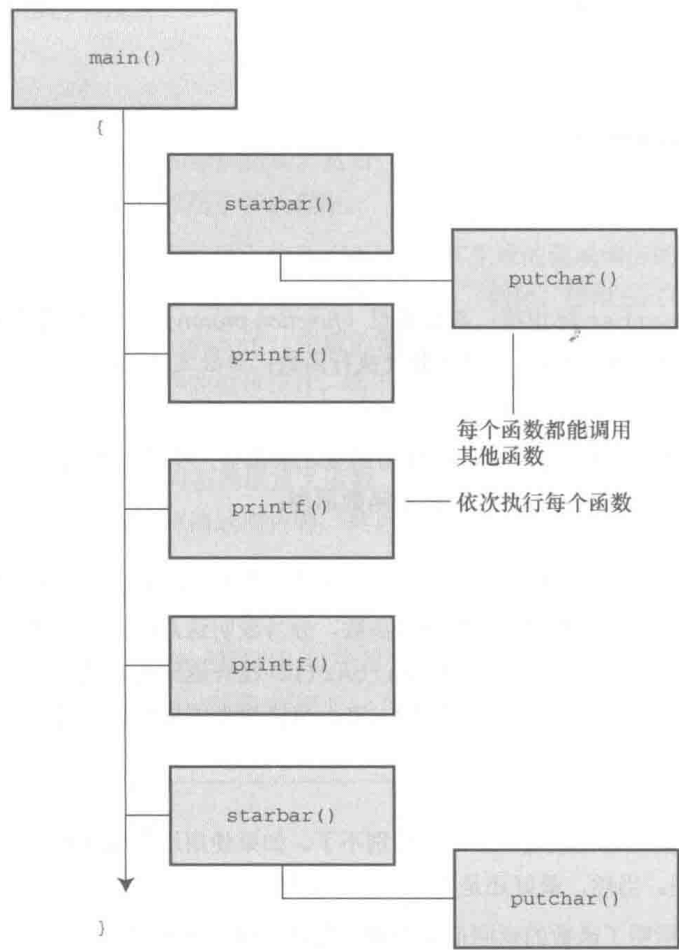 main()
{
starbar()
putchar()
printf()
每个函数都能调用
其他函数
printf()
依次执行每个函数
printf()
starbar()
putchar()
}